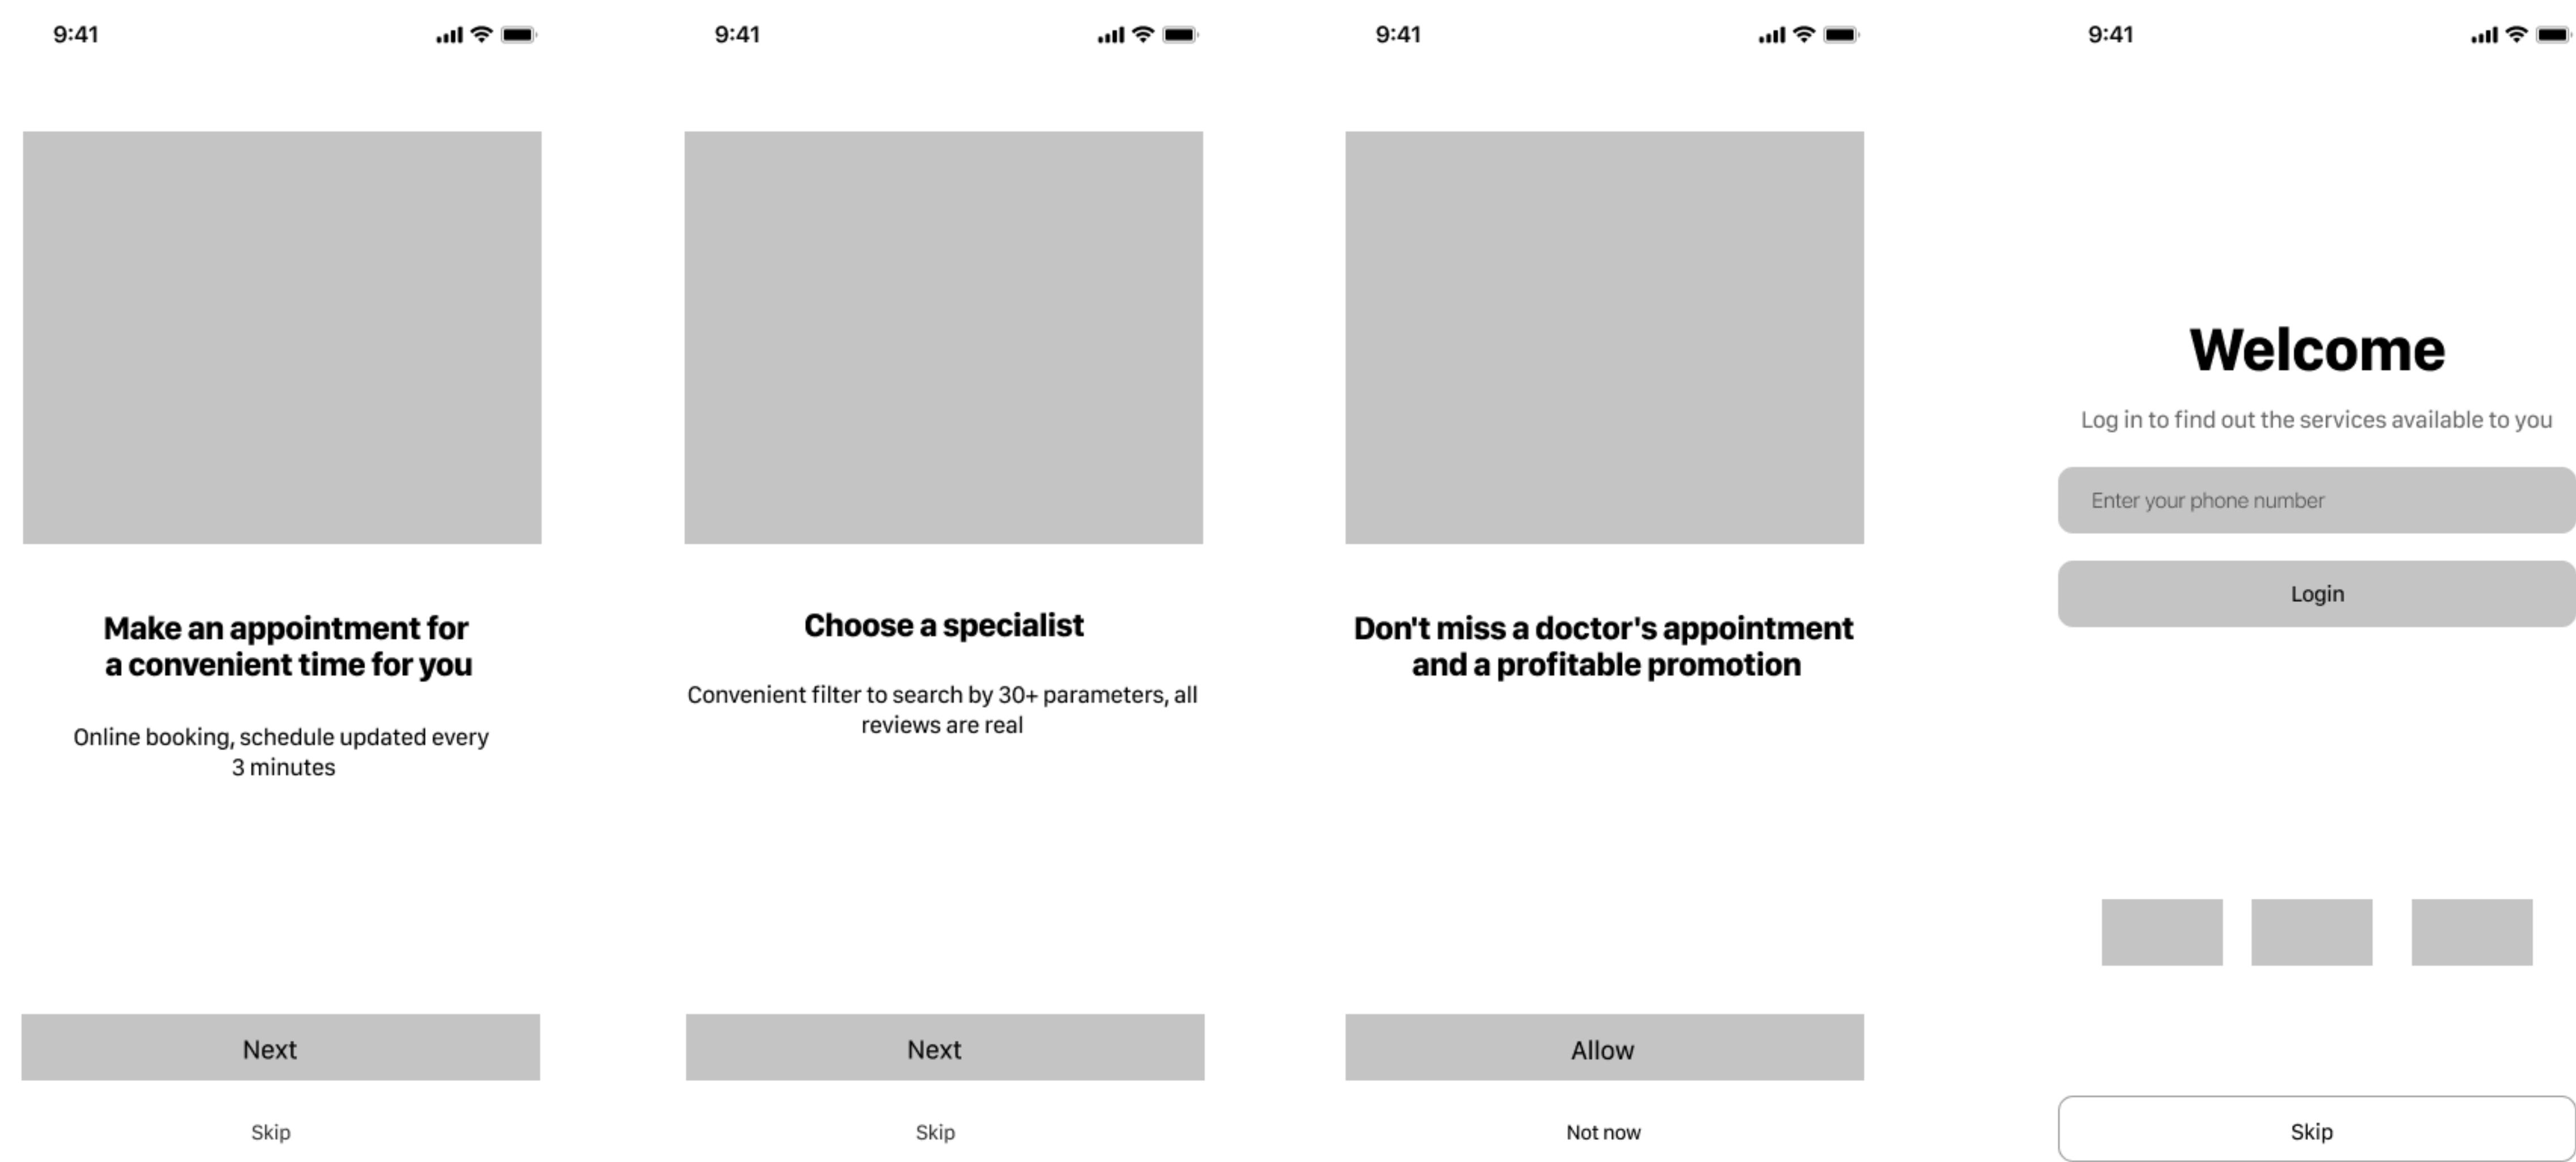 9:41
Make an appointment for
a convenient time for you
Online booking, schedule updated every
3 minutes
Next
Skip
9:41
Choose a specialist
Convenient filter to search by 30+ parameters, all
reviews are real
Next
Skip
9:41
Don't miss a doctor's appointment
and a profitable promotion
Allow
Not now
9:41
Welcome
Log in to find out the services available to you
Enter your phone number
Login
Skip